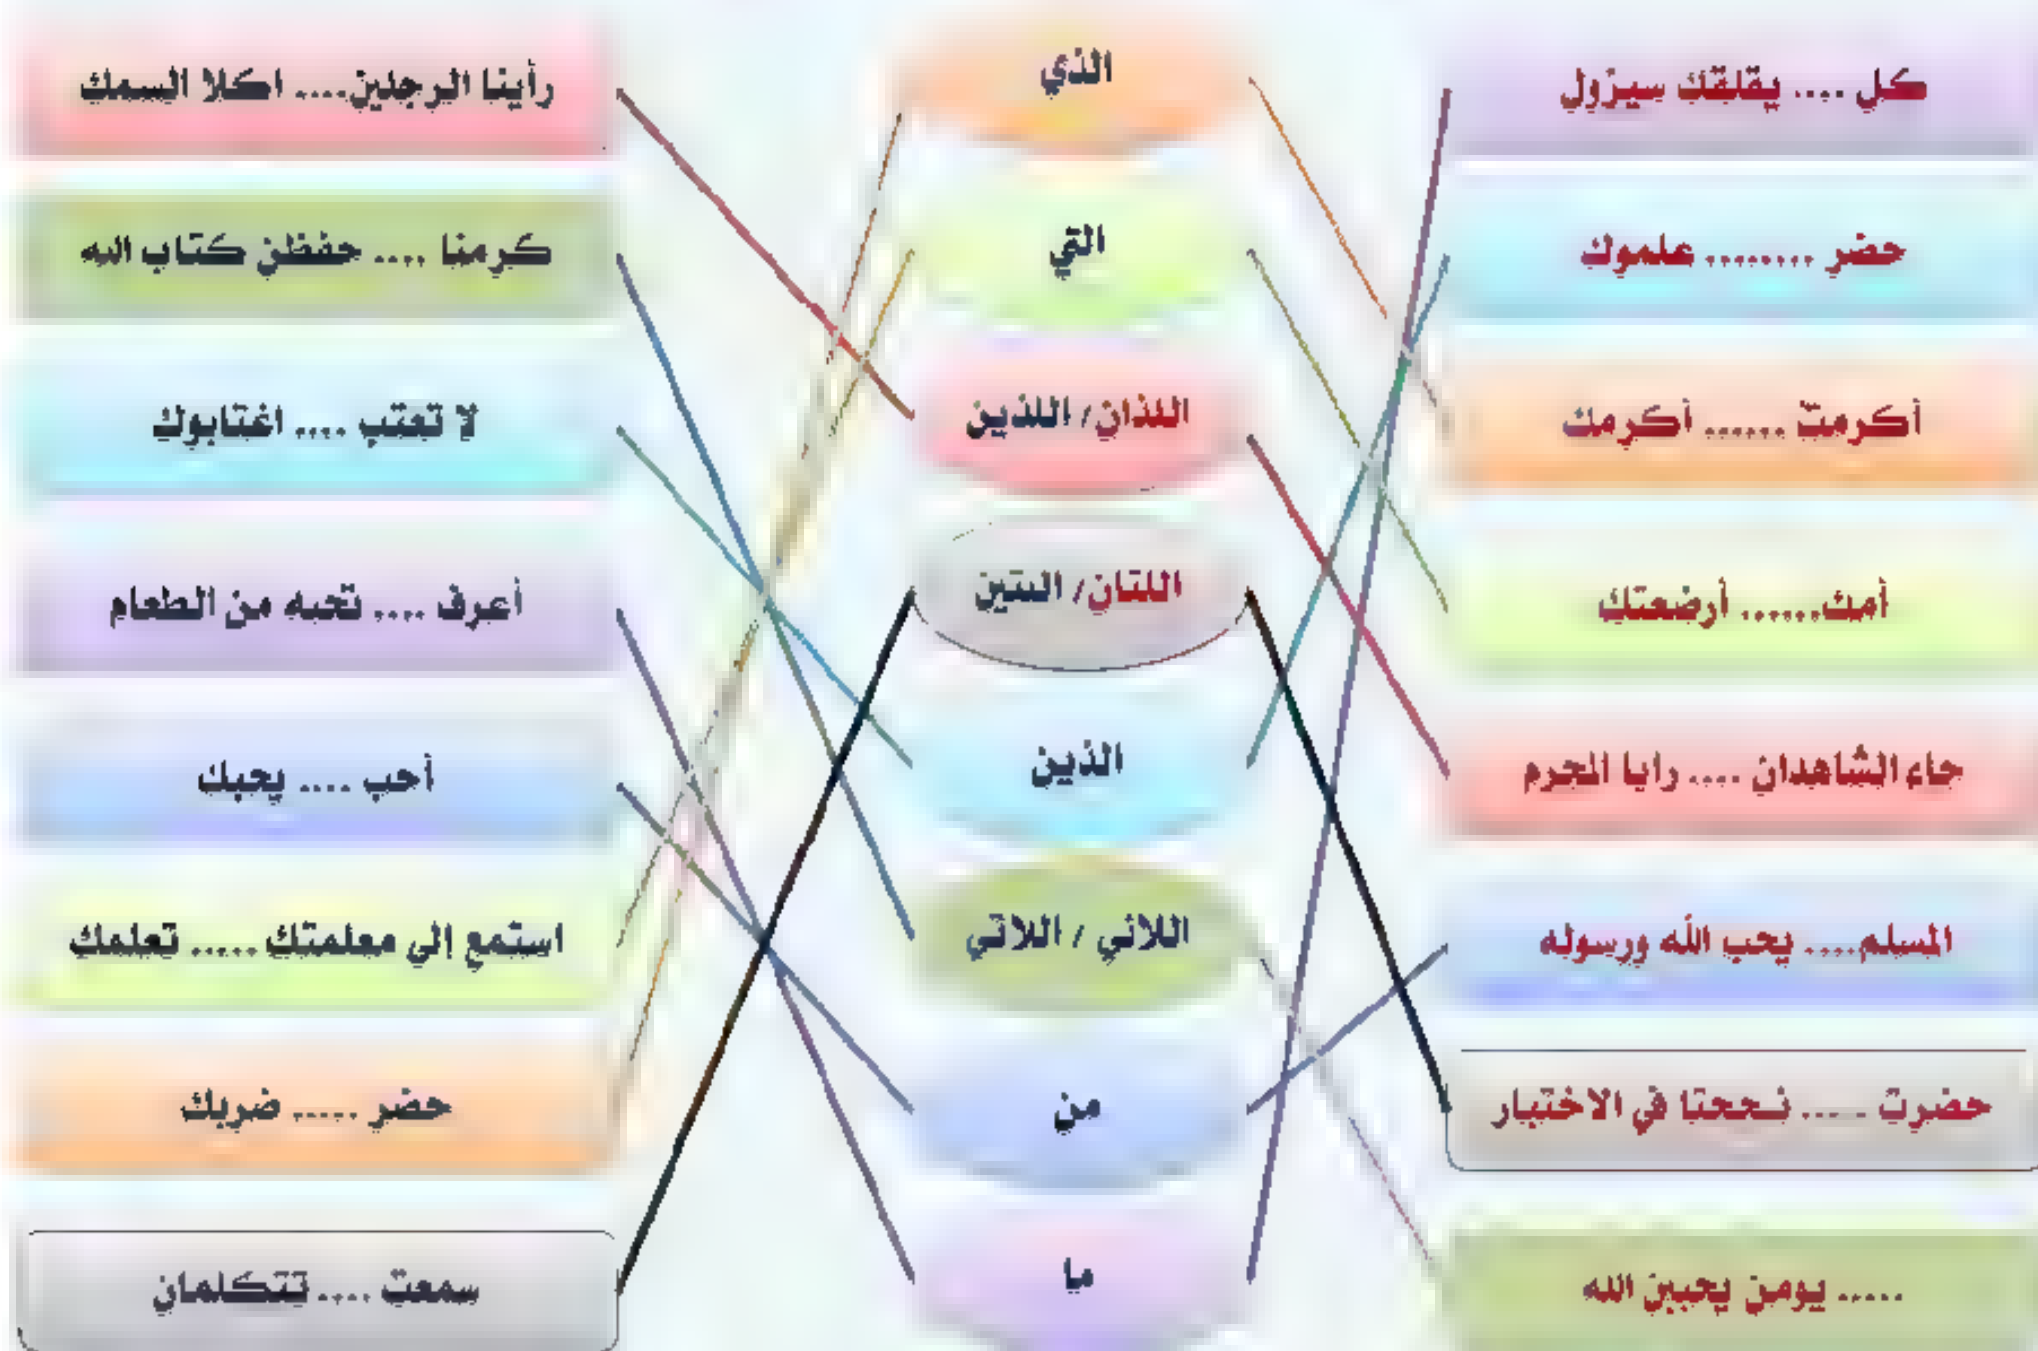 كل .... يقلقك سيزول
حضر ........ علموك
أكرمتُ ...... أكرمك
أمك...... أرضعتك
جاء الشاهدان .... رايا المجرم
المسلم.... يحب الله ورسوله
حضرت ..... نجحتا في الاختبار
..... يومن يحببن الله
الذي
التي
اللذان/ اللذين
اللتان/ اللتين
الذين
اللائي / اللاتي
من
ما
رأينا الرجلين.... اكلا السمك
كرمنا .... حفظن كتاب الله
لا تغتب .... اغتابوك
أعرف .... تحبه من الطعام
أحب .... يحبك
استمع إلي معلمتك ..... تعلمك
حضر ..... ضربك
سمعت .... تتكلمان